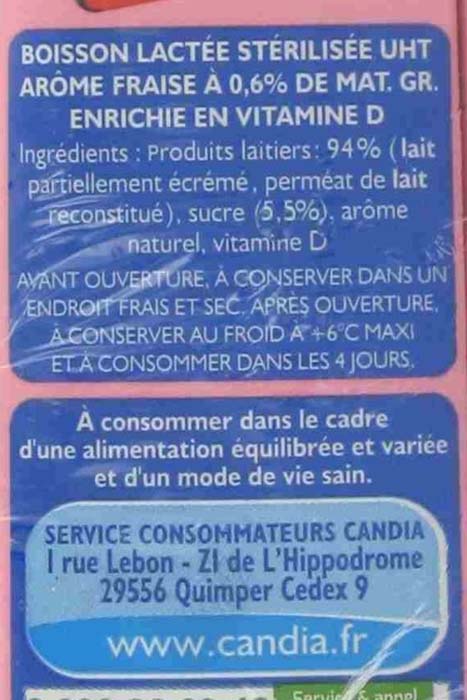 BOISSON LACTÉE STÉRILISÉE UHT
ARÔME FRAISE À 0,6% DE MAT. GR.
ENRICHIE EN VITAMINE D
Ingrédients : Produits laitiers: 94% (lait
partiellement écrémé, perméat de lait
reconstitué), sucre (5,5%), arôme
naturel, vitamine D
AVANT OUVERTURE, À CONSERVER DANS UN
ENDROIT FRAIS ET SEC. APRÈS OUVERTURE,
À CONSERVER AU FROID À +6°C MAXI
ET À CONSOMMER DANS LES 4 JOURS.
À consommer dans le cadre
d'une alimentation équilibrée et variée
et d'un mode de vie sain.
SERVICE CONSOMMATEURS CANDIA
1 rue Lebon - ZI de L'Hippodrome
29556 Quimper Cedex 9
www.candia.fr
Service & appel